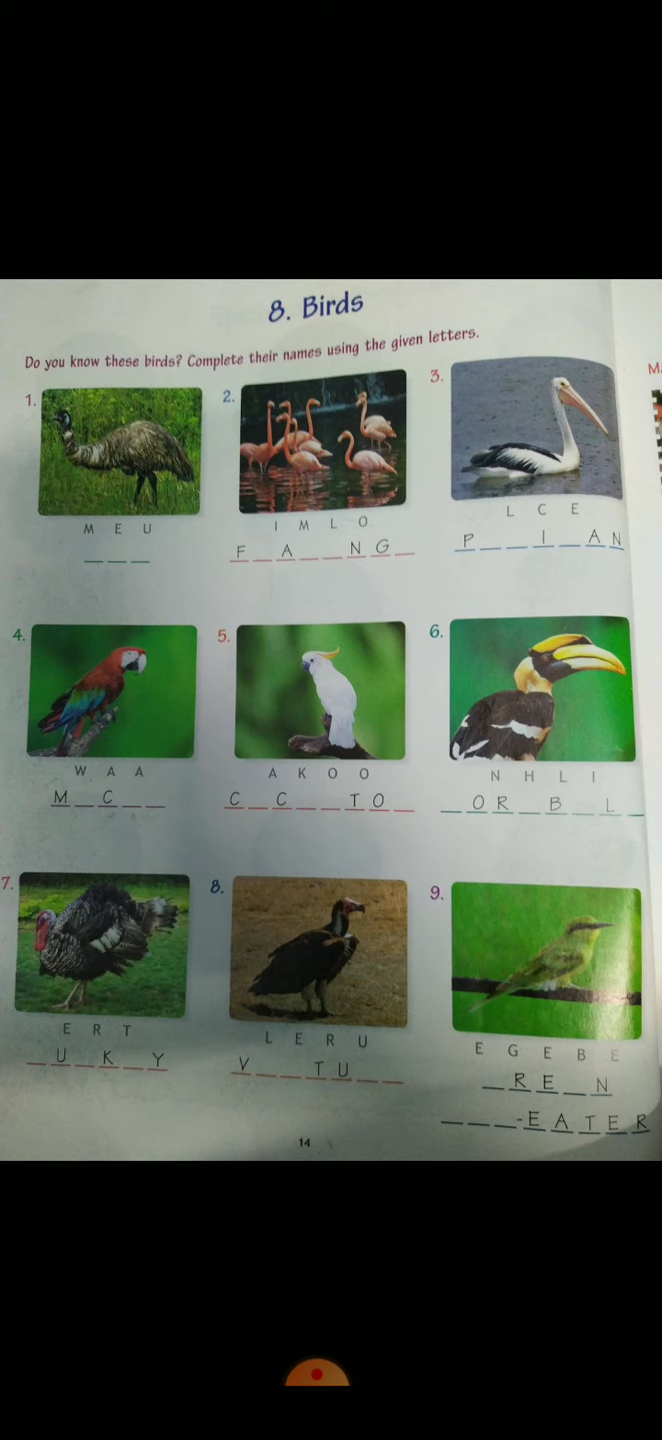 8. Birds
Do you know these birds? Complete their names using the given letters.
1.
M E U
_ _ _
2.
I M L O
F _ A _ _ N G _
3.
L C E
P _ _ _ I _ A N
4.
W A A
M _ C _ _
5.
A K O O
C _ C _ _ T O _
6.
N H L I
_ O R _ B _ L _
7.
E R T
_ U _ K _ Y
8.
L E R U
V _ _ T U _ _
9.
E G E B E
_ R E _ N
_ _ _ -E A T E R
14